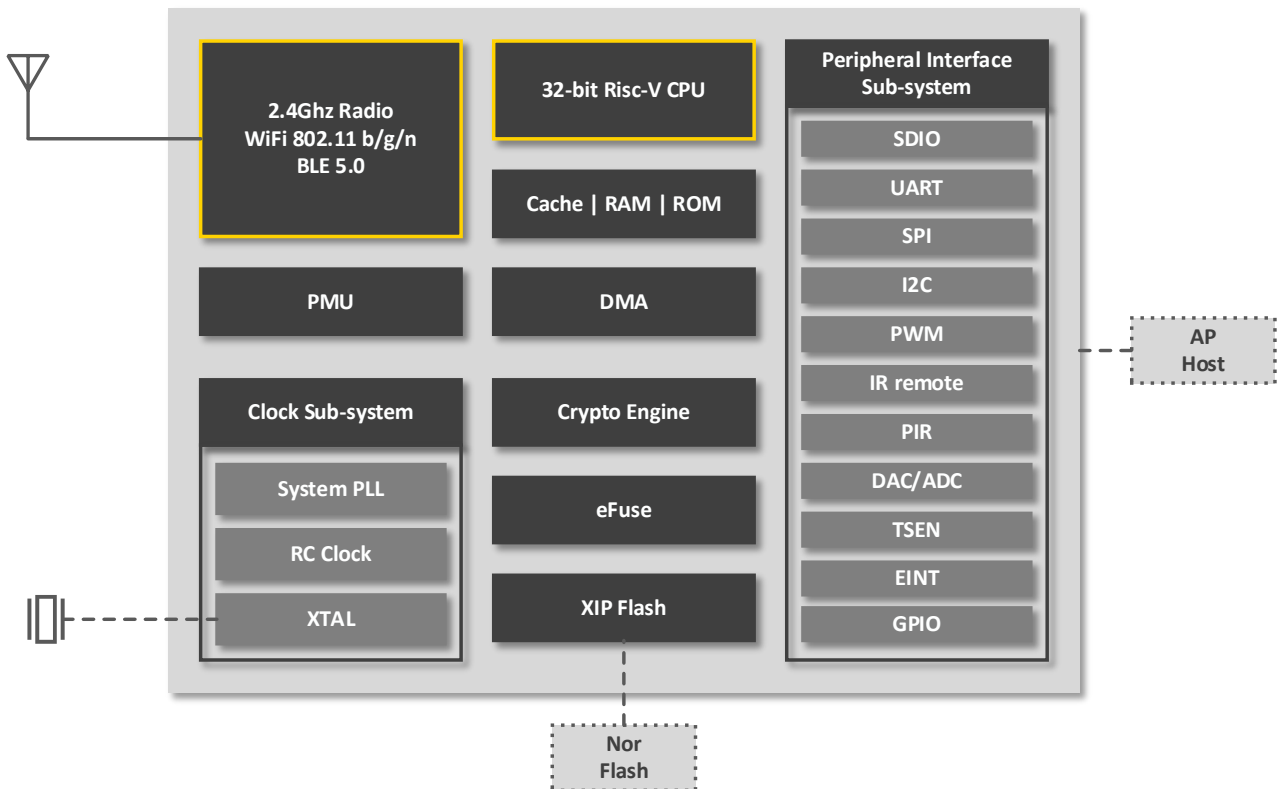 2.4Ghz Radio
WiFi 802.11 b/g/n
BLE 5.0
PMU
Clock Sub-system
System PLL
RC Clock
XTAL
32-bit Risc-V CPU
Cache | RAM | ROM
DMA
Crypto Engine
eFuse
XIP Flash
Nor
Flash
Peripheral Interface
Sub-system
SDIO
UART
SPI
I2C
PWM
IR remote
PIR
DAC/ADC
TSEN
EINT
GPIO
AP
Host